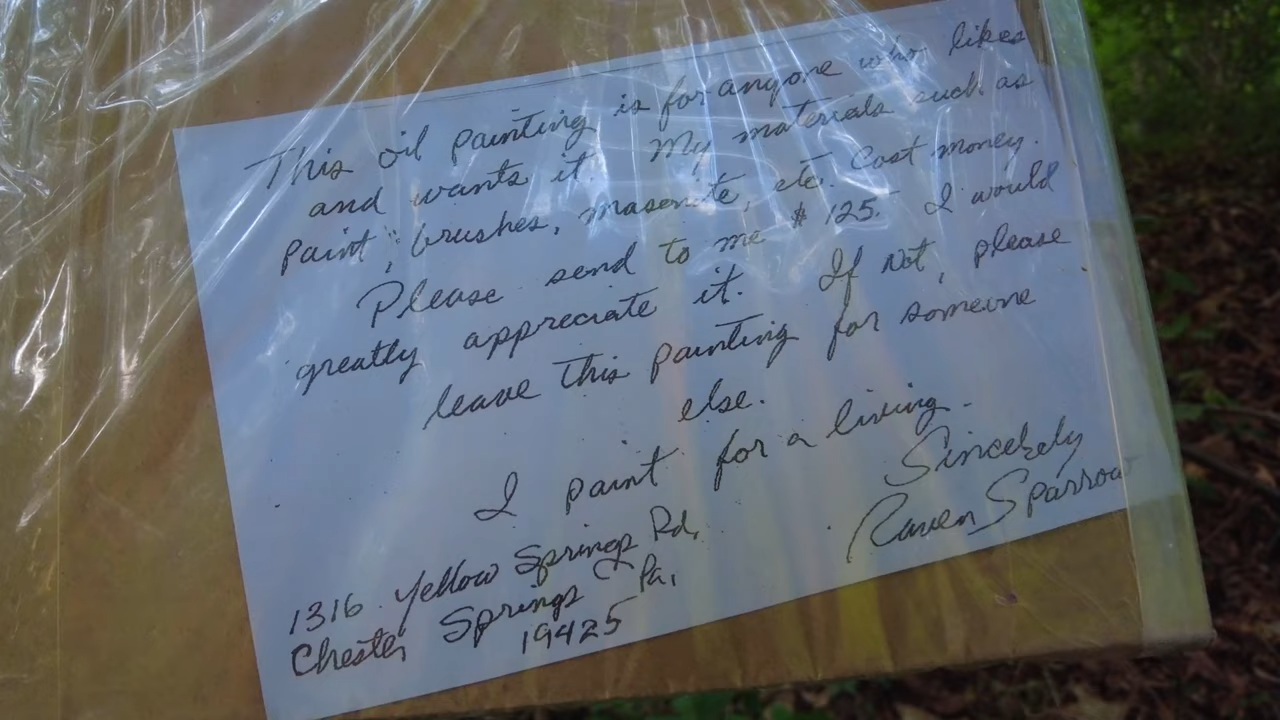 This oil painting is for anyone who likes
and wants it. My materials such as
paint, brushes, masonite, etc. cost money.
Please send to me $125.– I would
greatly appreciate it. If not, please
leave this painting for someone
else.
I paint for a living.
Sincerely
Raven Sparrow
1316 Yellow Springs Rd,
Chester Springs Pa,
19425